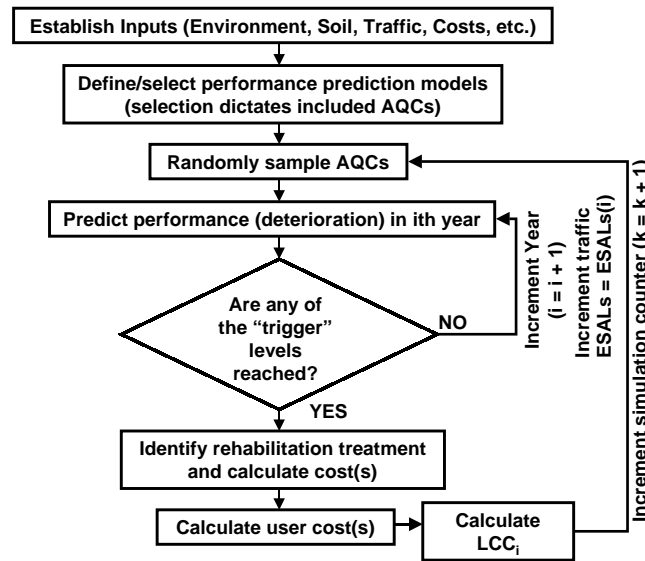 Establish Inputs (Environment, Soil, Traffic, Costs, etc.)
Define/select performance prediction models
(selection dictates included AQCs)
Randomly sample AQCs
Predict performance (deterioration) in ith year
Are any of
the “trigger”
levels
reached?
NO
YES
Increment Year
(i = i + 1)
Increment traffic
ESALs = ESALs(i)
Increment simulation counter (k = k + 1)
Identify rehabilitation treatment
and calculate cost(s)
Calculate user cost(s)
Calculate
LCCi